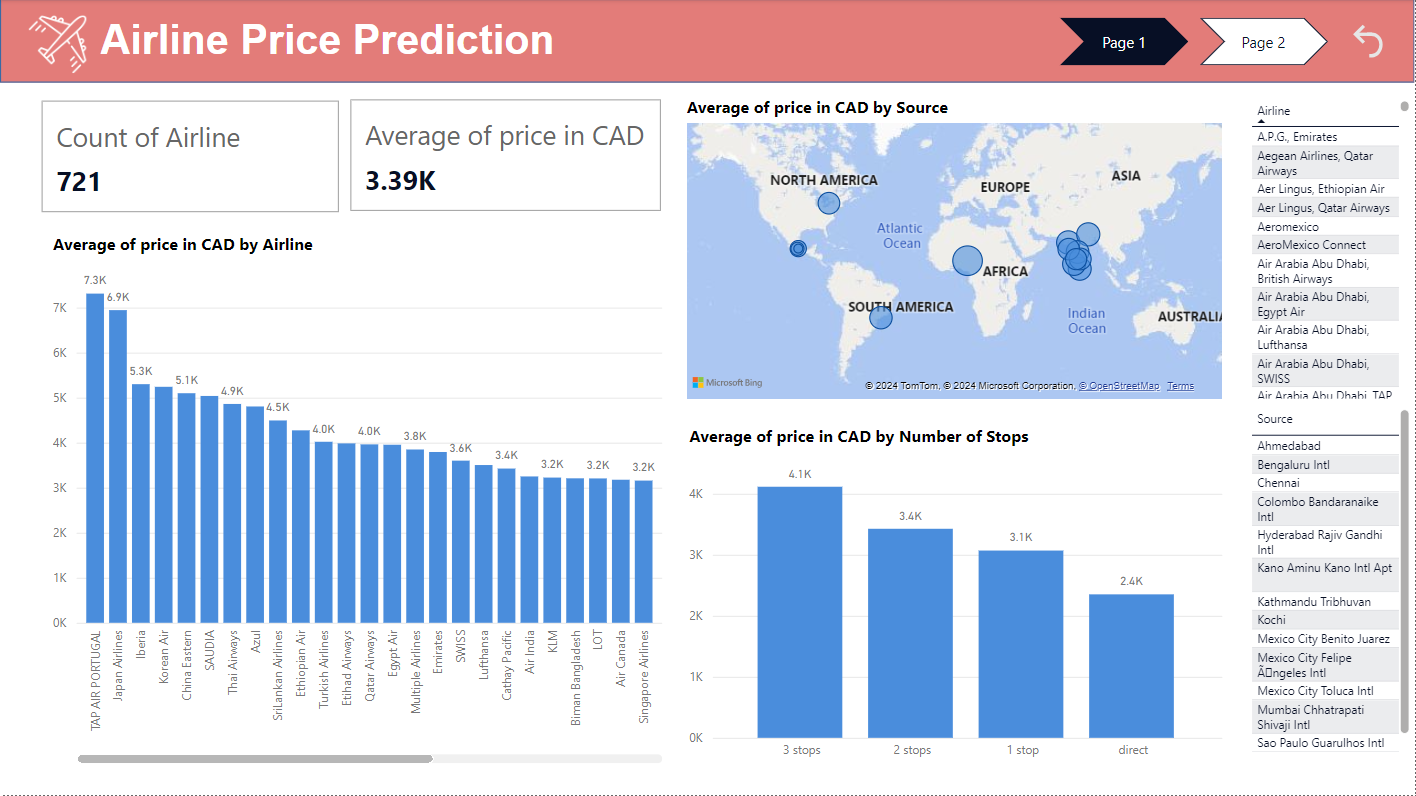 Airline Price Prediction
Page 1
Page 2
Count of Airline
721
Average of price in CAD
3.39K
Average of price in CAD by Airline
7.3K
6.9K
5.3K
5.1K
4.9K
4.5K
4.0K
4.0K
3.8K
3.6K
3.4K
3.2K
3.2K
3.2K
7K
6K
5K
4K
3K
2K
1K
0K
TAP AIR PORTUGAL
Japan Airlines
Iberia
Korean Air
China Eastern
SAUDIA
Thai Airways
Azul
SriLankan Airlines
Ethiopian Air
Turkish Airlines
Etihad Airways
Qatar Airways
Egypt Air
Multiple Airlines
Emirates
SWISS
Lufthansa
Cathay Pacific
Air India
KLM
Biman Bangladesh
LOT
Air Canada
Singapore Airlines
Average of price in CAD by Source
NORTH AMERICA
EUROPE
ASIA
Atlantic
Ocean
AFRICA
SOUTH AMERICA
Indian
Ocean
AUSTRALIA
Microsoft Bing
© 2024 TomTom, © 2024 Microsoft Corporation, © OpenStreetMap Terms
Average of price in CAD by Number of Stops
4.1K
3.4K
3.1K
2.4K
4K
3K
2K
1K
0K
3 stops
2 stops
1 stop
direct
Airline
A.P.G., Emirates
Aegean Airlines, Qatar
Airways
Aer Lingus, Ethiopian Air
Aer Lingus, Qatar Airways
Aeromexico
AeroMexico Connect
Air Arabia Abu Dhabi,
British Airways
Air Arabia Abu Dhabi,
Egypt Air
Air Arabia Abu Dhabi,
Lufthansa
Air Arabia Abu Dhabi,
SWISS
Air Arabia Abu Dhabi, TAP
Source
Ahmedabad
Bengaluru Intl
Chennai
Colombo Bandaranaike
Intl
Hyderabad Rajiv Gandhi
Intl
Kano Aminu Kano Intl Apt
Kathmandu Tribhuvan
Kochi
Mexico City Benito Juarez
Mexico City Felipe
Ã�ngeles Intl
Mexico City Toluca Intl
Mumbai Chhatrapati
Shivaji Intl
Sao Paulo Guarulhos Intl